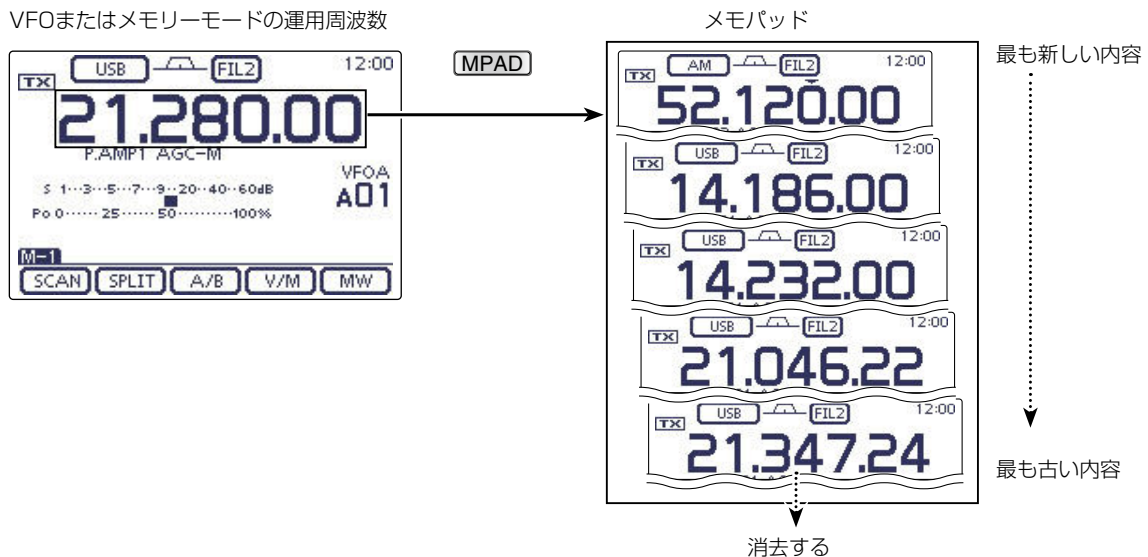 VFOまたはメモリーモードの運用周波数
USB FIL2 12:00
TX
21.280.00
P.AMP1 AGC-M
VFOA
A01
S 1···3···5···7···9··20··40··60dB
Po 0······25······50··········100%
M-1
SCAN SPLIT A/B V/M MW
MPAD
メモパッド
AM FIL2 12:00
TX
52.120.00
USB FIL2 12:00
TX
14.186.00
USB FIL2 12:00
TX
14.232.00
USB FIL2 12:00
TX
21.046.22
USB FIL2 12:00
TX
21.347.24
消去する
最も新しい内容
最も古い内容